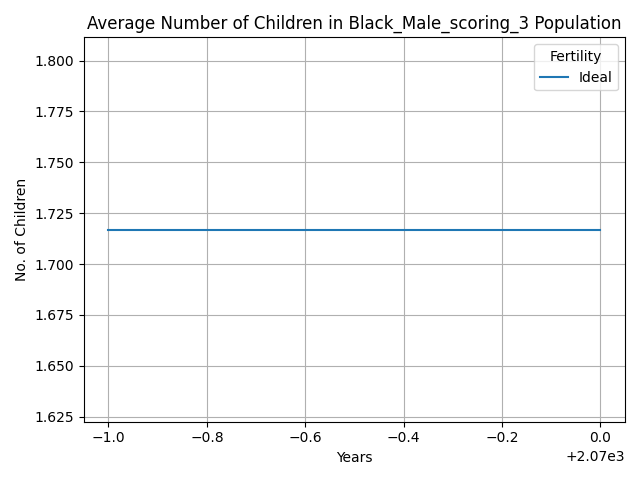 Average Number of Children in Black_Male_scoring_3 Population
Fertility
Ideal
No. of Children
1.800
1.775
1.750
1.725
1.700
1.675
1.650
1.625
−1.0 −0.8 −0.6 −0.4 −0.2 0.0
Years
+2.07e3